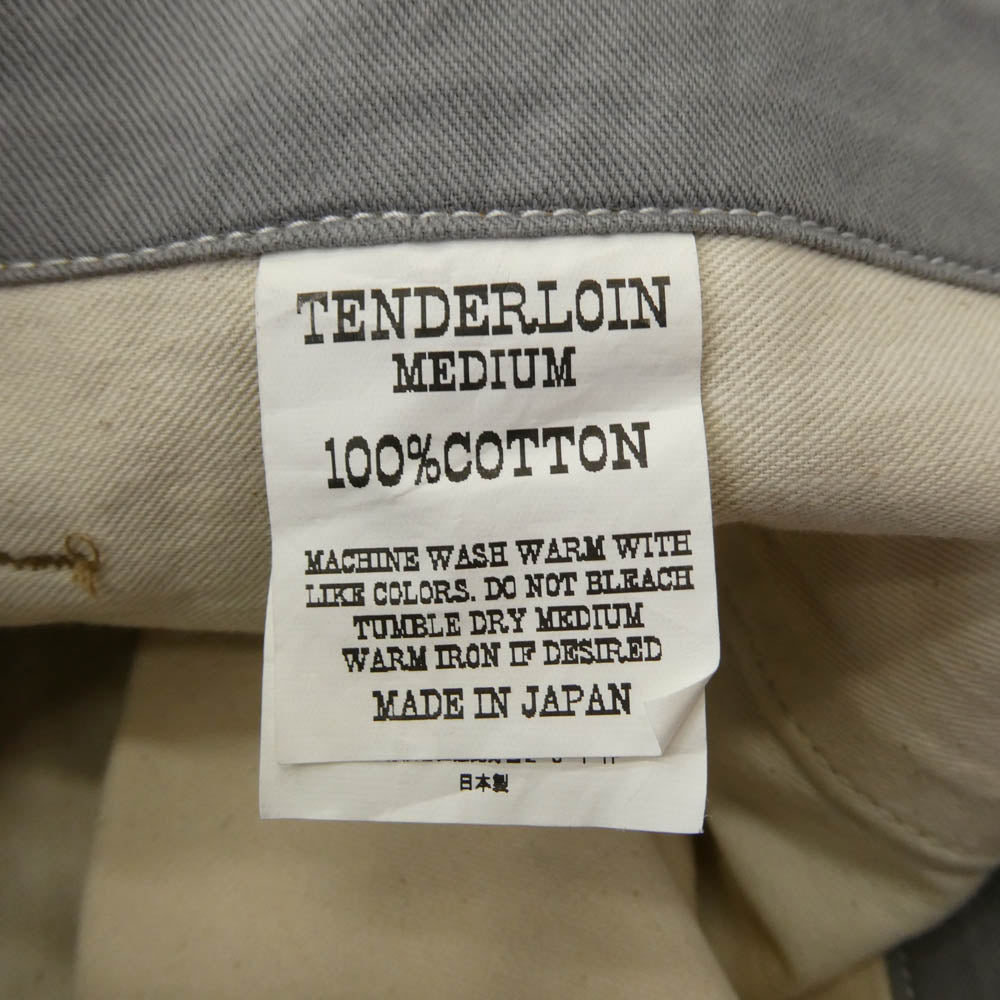 TENDERLOIN
MEDIUM
100%COTTON
MACHINE WASH WARM WITH
LIKE COLORS. DO NOT BLEACH
TUMBLE DRY MEDIUM
WARM IRON IF DESIRED
MADE IN JAPAN
日本製